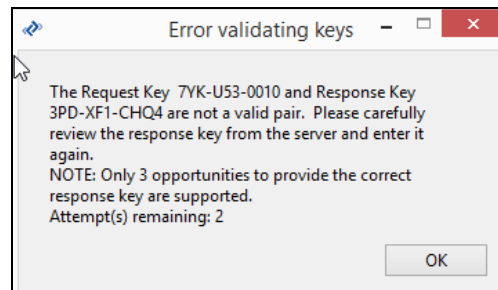 Error validating keys
The Request Key  7YK-U53-0010 and Response Key
3PD-XF1-CHQ4 are not a valid pair.  Please carefully
review the response key from the server and enter it
again.
NOTE: Only 3 opportunities to provide the correct
response key are supported.
Attempt(s) remaining: 2
OK